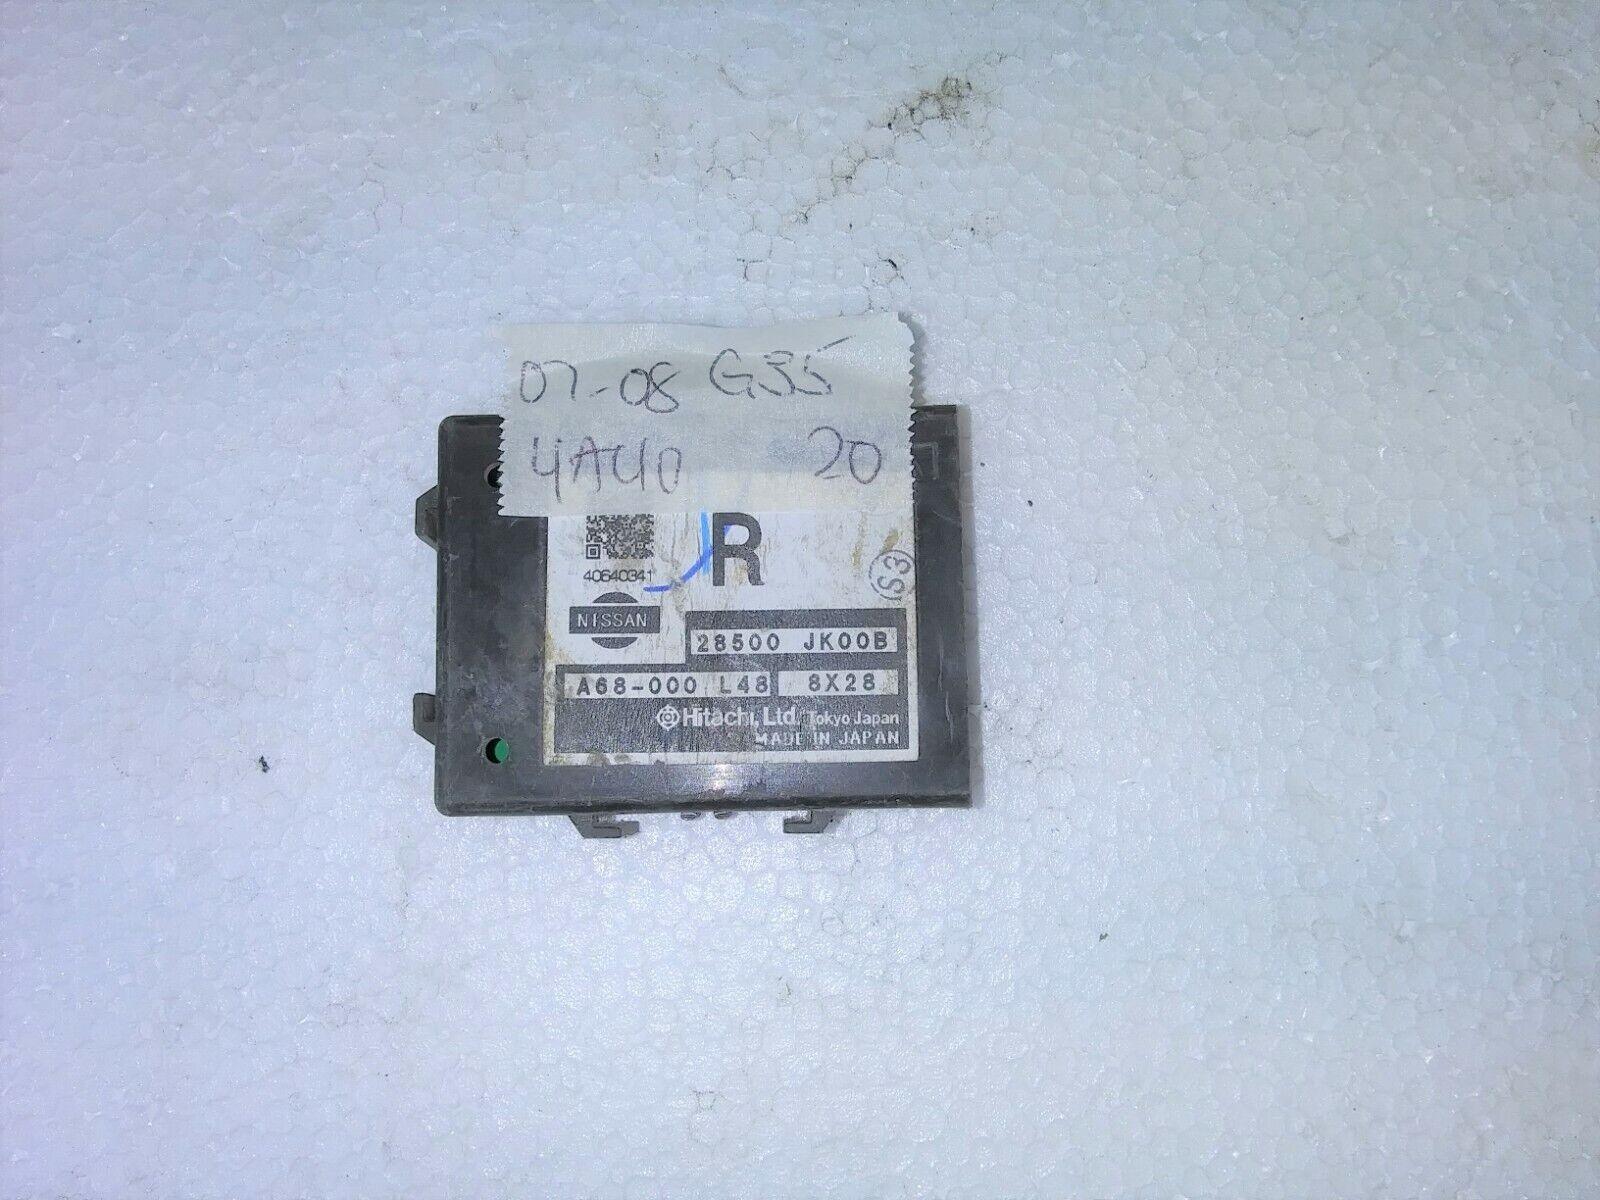 07-08 G35
4AU0 20
R
40640341
S3
NISSAN
28500 JK00B
A68-000 L48 8X28
Hitachi, Ltd. Tokyo Japan
MADE IN JAPAN